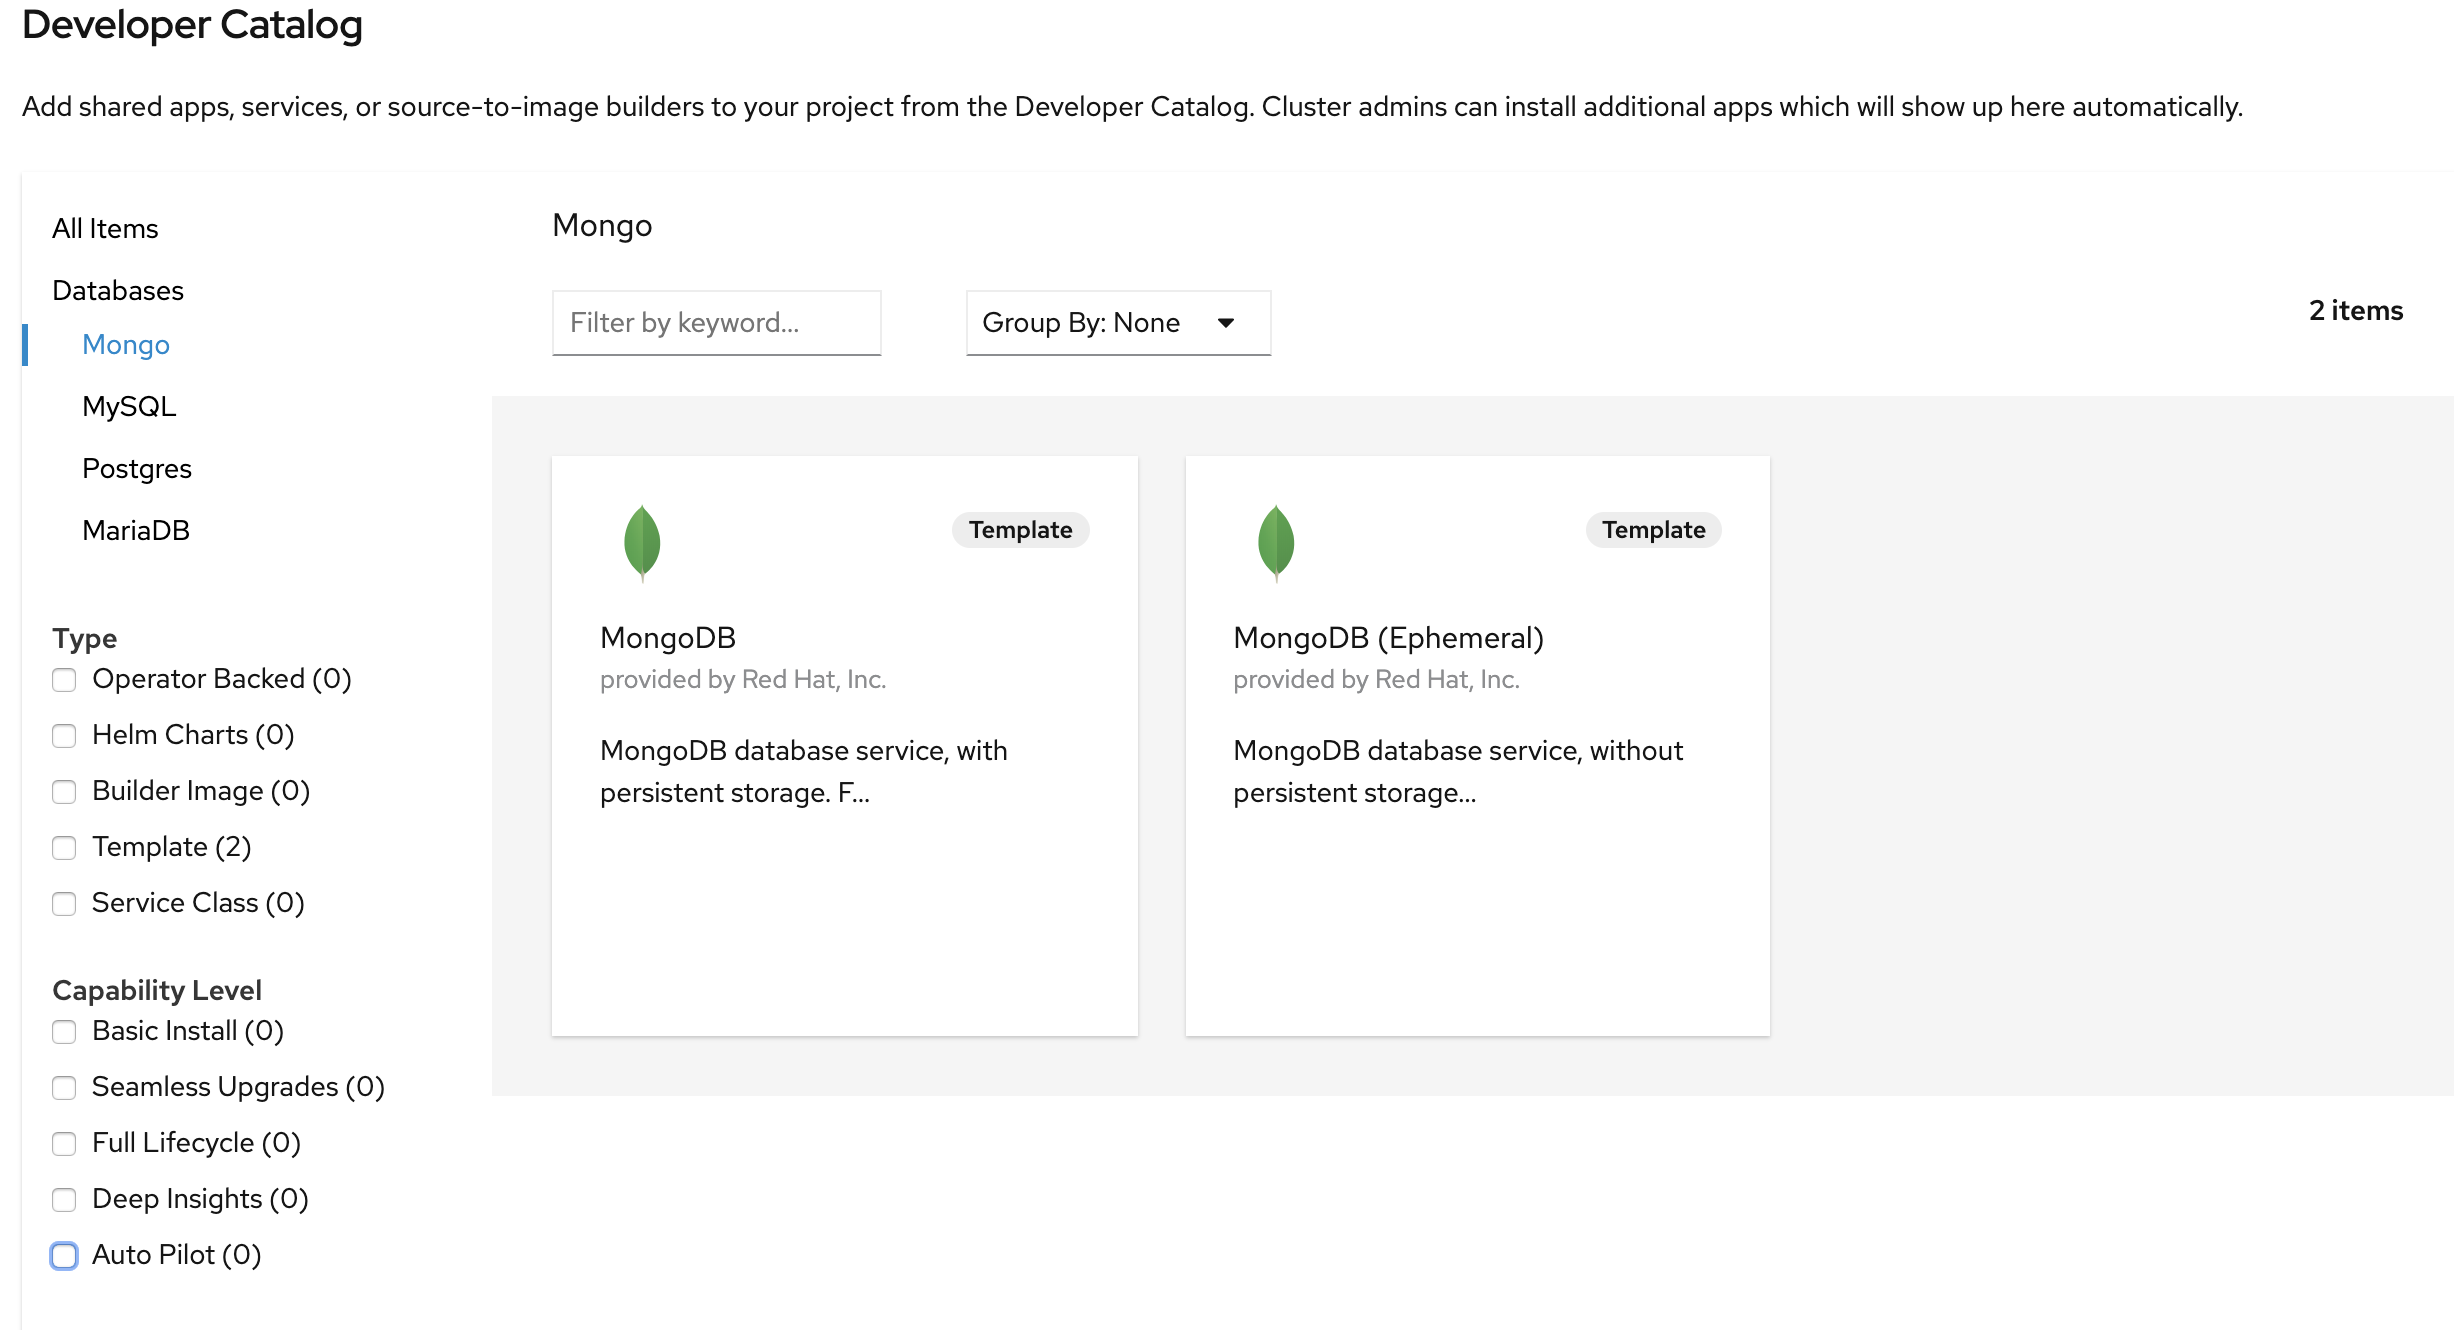 Developer Catalog
Add shared apps, services, or source-to-image builders to your project from the Developer Catalog. Cluster admins can install additional apps which will show up here automatically.
All Items
Databases
Mongo
MySQL
Postgres
MariaDB
Type
Operator Backed (0)
Helm Charts (0)
Builder Image (0)
Template (2)
Service Class (0)
Capability Level
Basic Install (0)
Seamless Upgrades (0)
Full Lifecycle (0)
Deep Insights (0)
Auto Pilot (0)
Mongo
Filter by keyword...
Group By: None
2 items
Template
MongoDB
provided by Red Hat, Inc.
MongoDB database service, with
persistent storage. F...
Template
MongoDB (Ephemeral)
provided by Red Hat, Inc.
MongoDB database service, without
persistent storage...